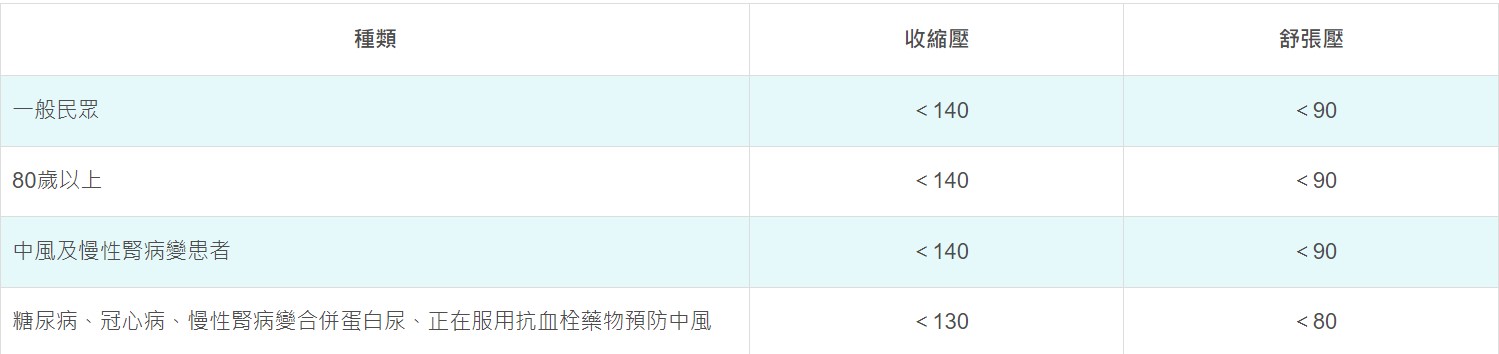 種類 收縮壓 舒張壓
一般民眾 <140 <90
80歲以上 <140 <90
中風及慢性腎病變患者 <140 <90
糖尿病、冠心病、慢性腎病變合併蛋白尿、正在服用抗血栓藥物預防中風 <130 <80